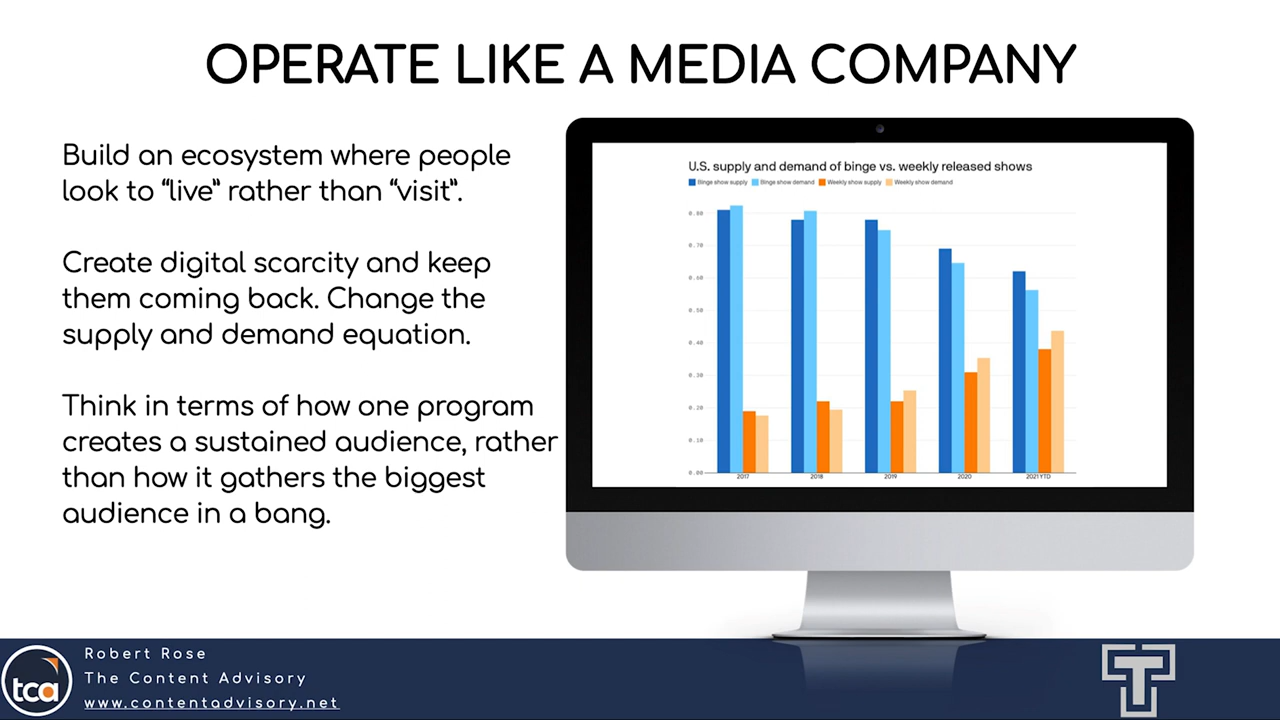 OPERATE LIKE A MEDIA COMPANY
Build an ecosystem where people
look to “live” rather than “visit”.
Create digital scarcity and keep
them coming back. Change the
supply and demand equation.
Think in terms of how one program
creates a sustained audience, rather
than how it gathers the biggest
audience in a bang.
U.S. supply and demand of binge vs. weekly released shows
Binge show supply Binge show demand Weekly show supply Weekly show demand
0.80
0.70
0.60
0.50
0.40
0.30
0.20
0.10
0.00
2017 2018 2019 2020 2021 YTD
Robert Rose
The Content Advisory
www.contentadvisory.net
tca
T